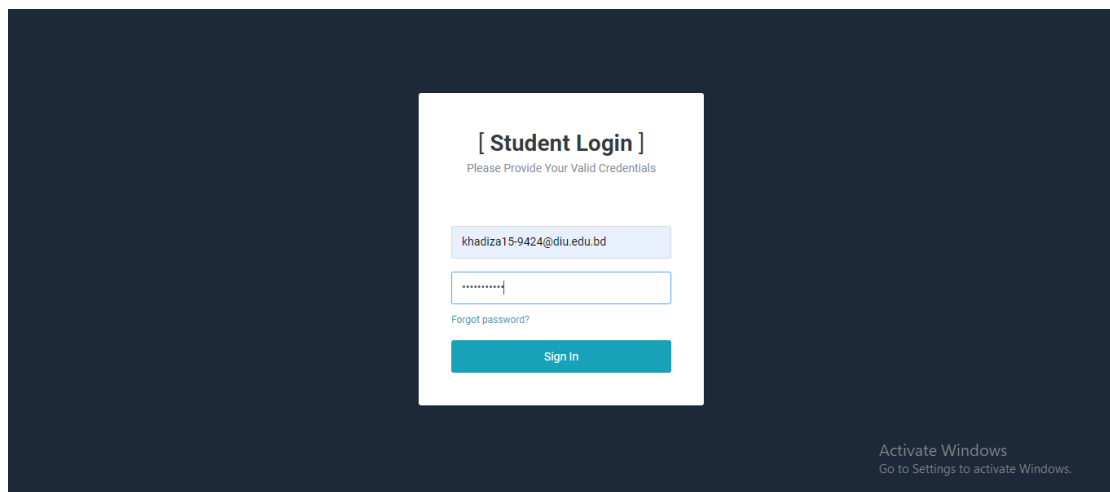 [ Student Login ]
Please Provide Your Valid Credentials
khadiza15-9424@diu.edu.bd
•••••••••••
Forgot password?
Sign In
Activate Windows
Go to Settings to activate Windows.